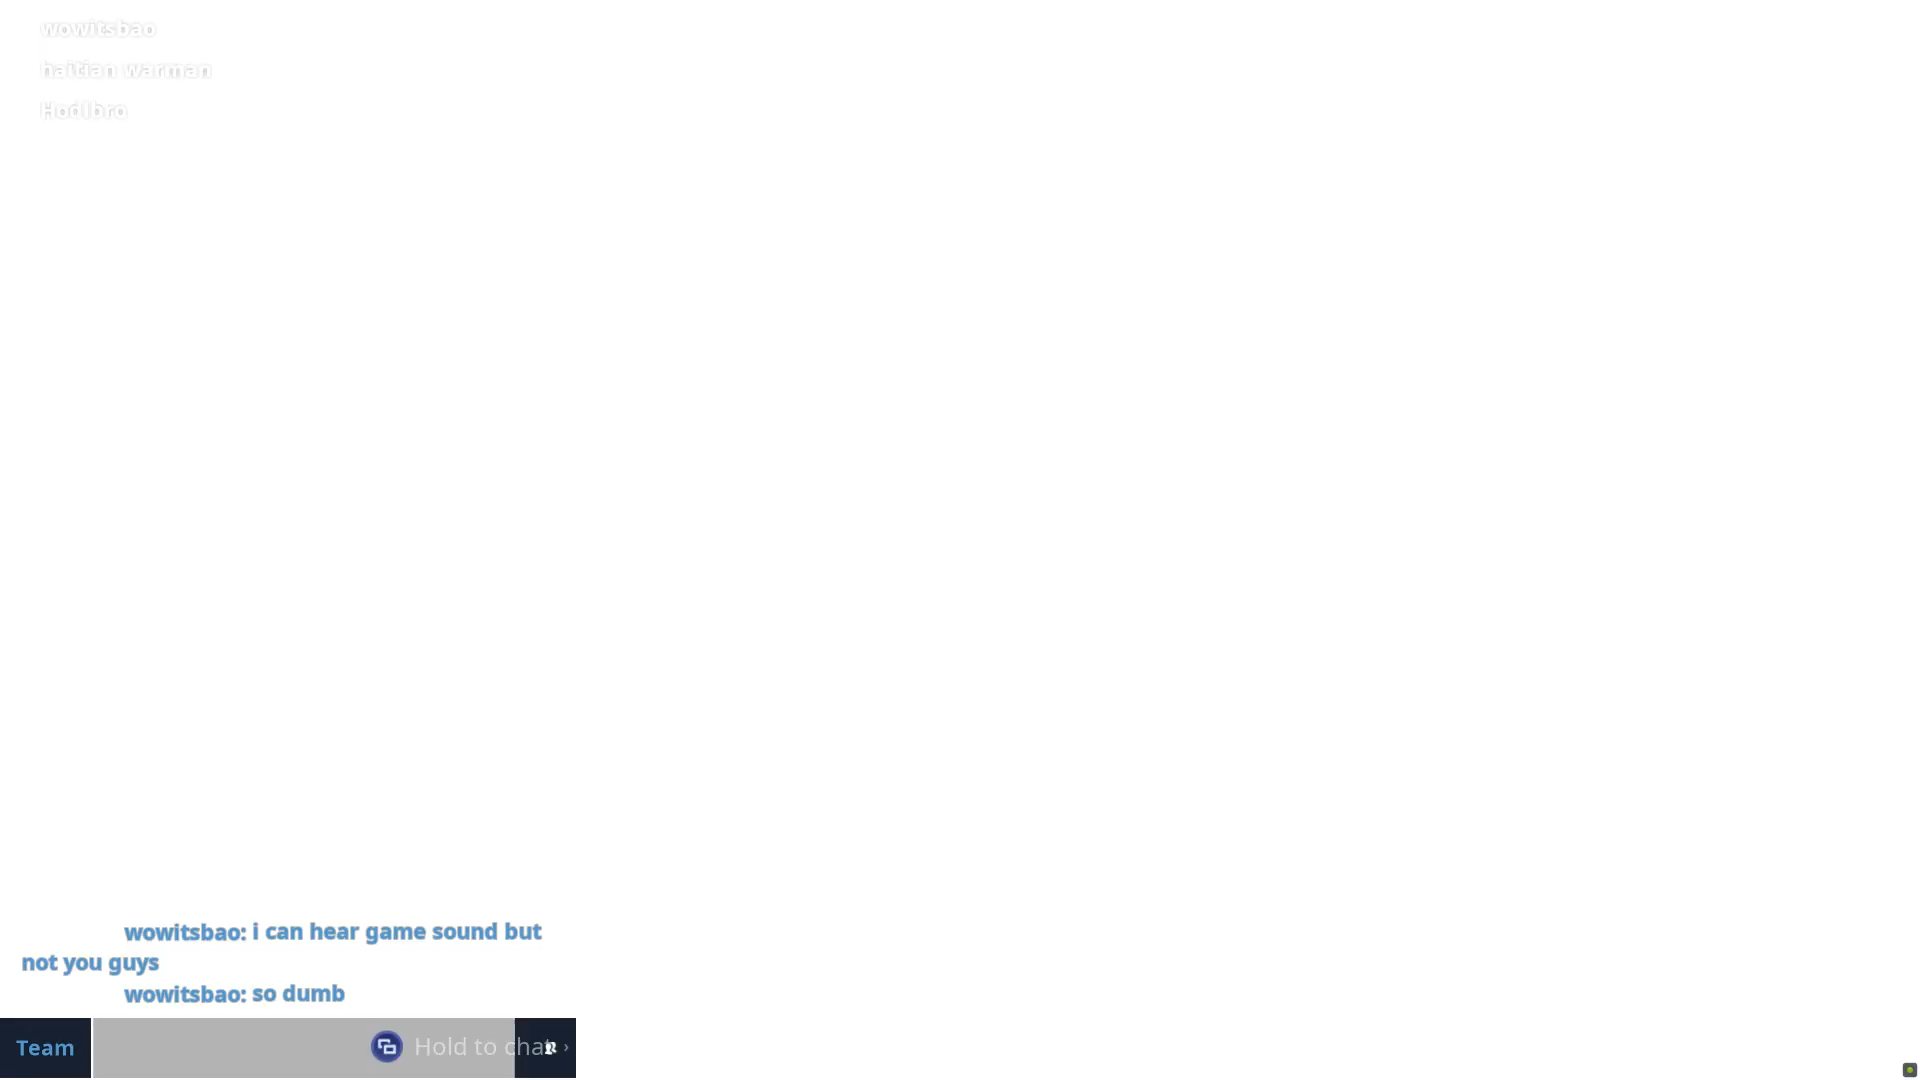 wowitsbao
haitian warman
Hodlbro
wowitsbao: i can hear game sound but
not you guys
wowitsbao: so dumb
Team
Hold to chat